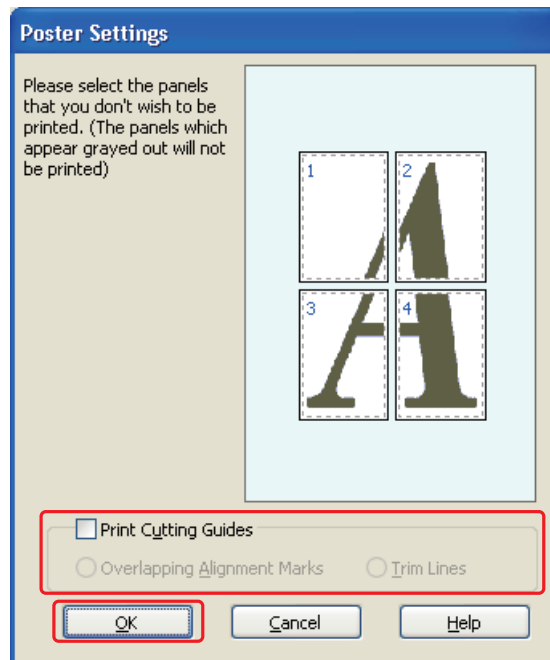 Poster Settings
Please select the panels
that you don't wish to be
printed. (The panels which
appear grayed out will not
be printed)
1
2
3
4
A
Print Cutting Guides
Overlapping Alignment Marks
Trim Lines
OK
Cancel
Help